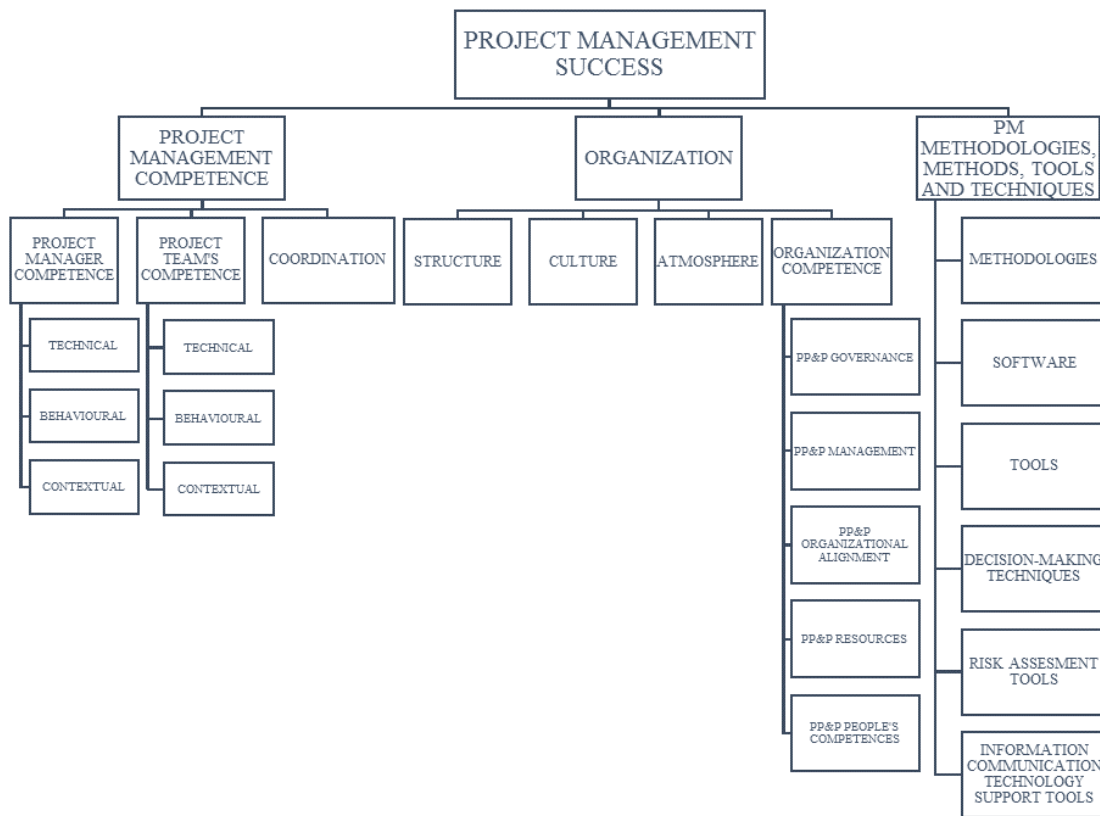 PROJECT MANAGEMENT
SUCCESS
PROJECT
MANAGEMENT
COMPETENCE
ORGANIZATION
PM
METHODOLOGIES,
METHODS, TOOLS
AND TECHNIQUES
PROJECT
MANAGER
COMPETENCE
PROJECT
TEAM'S
COMPETENCE
COORDINATION
STRUCTURE
CULTURE
ATMOSPHERE
ORGANIZATION
COMPETENCE
TECHNICAL
BEHAVIOURAL
CONTEXTUAL
TECHNICAL
BEHAVIOURAL
CONTEXTUAL
PP&P GOVERNANCE
PP&P MANAGEMENT
PP&P
ORGANIZATIONAL
ALIGNMENT
PP&P RESOURCES
PP&P PEOPLE'S
COMPETENCES
METHODOLOGIES
SOFTWARE
TOOLS
DECISION-MAKING
TECHNIQUES
RISK ASSESMENT
TOOLS
INFORMATION
COMMUNICATION
TECHNOLOGY
SUPPORT TOOLS